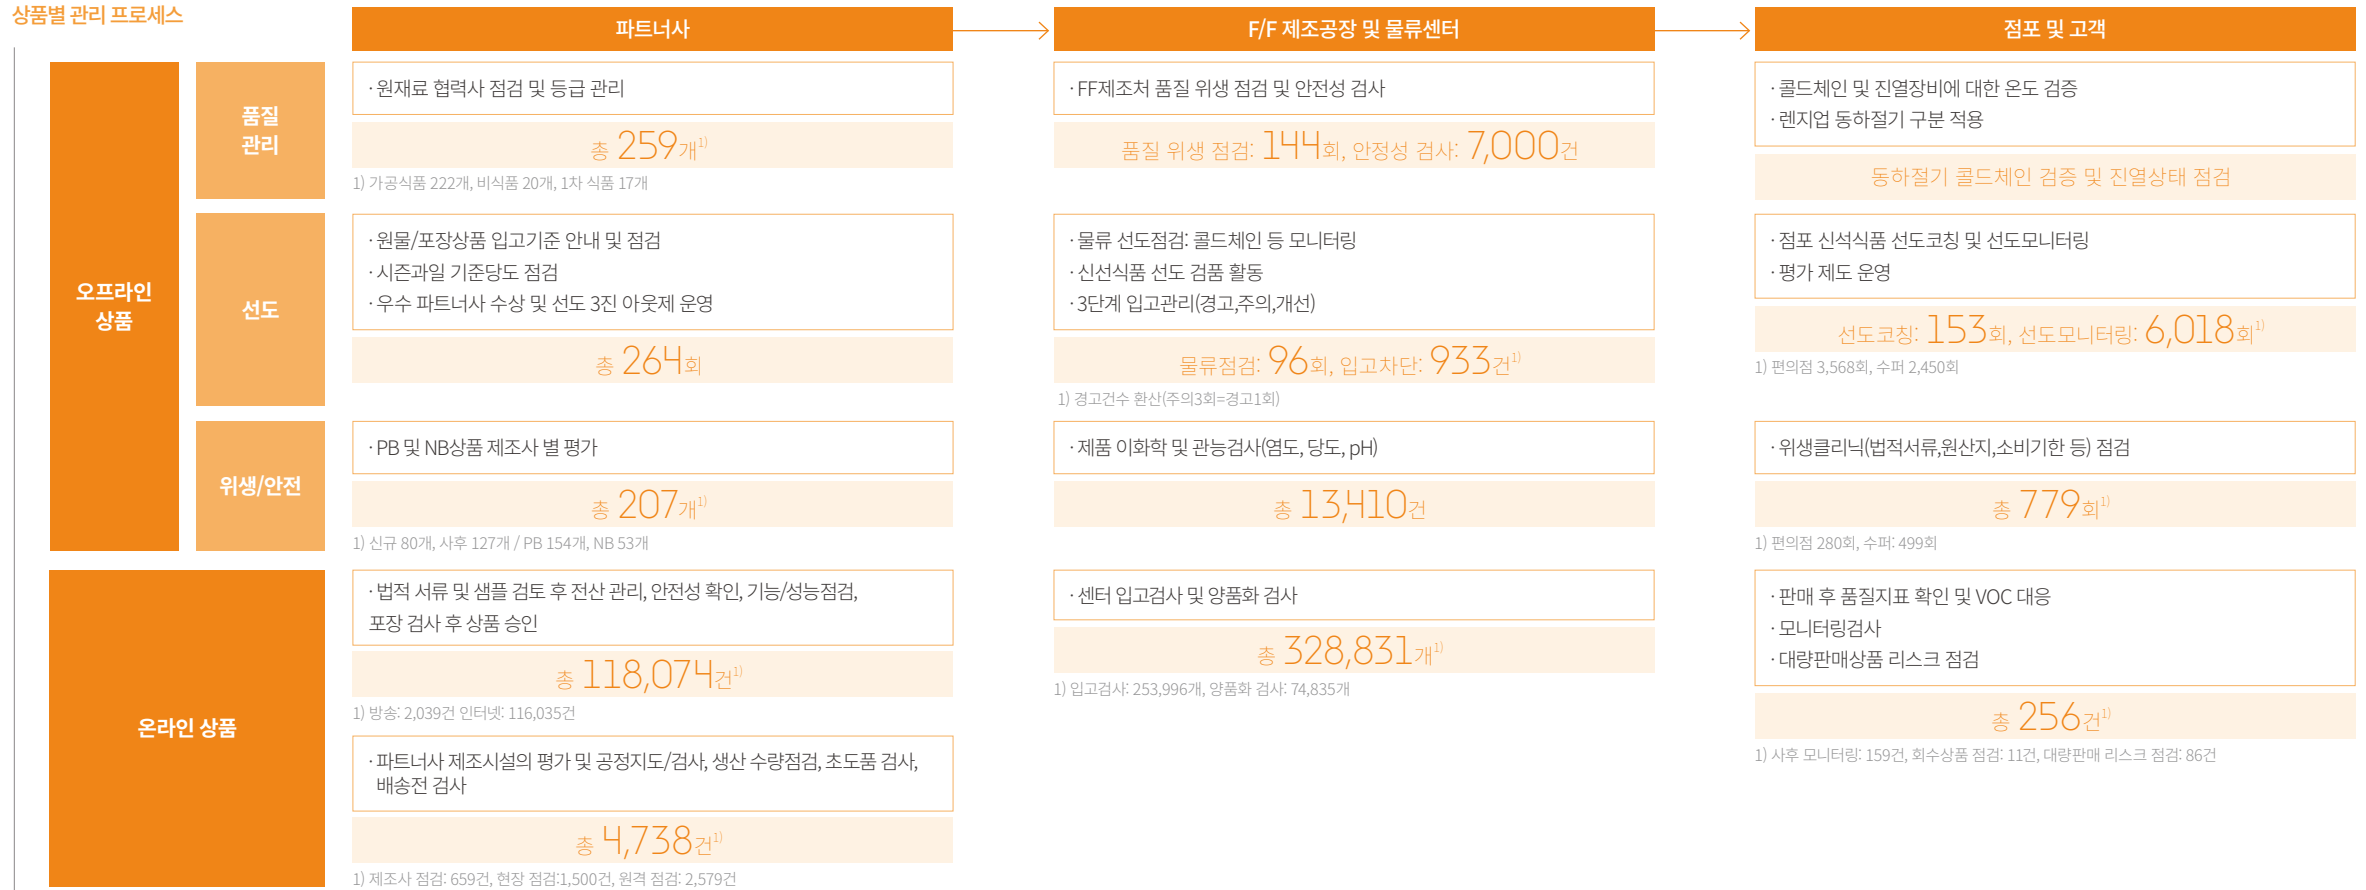 상품별 관리 프로세스
파트너사
F/F 제조공장 및 물류센터
점포 및 고객
오프라인
상품
품질
관리
· 원재료 협력사 점검 및 등급 관리
총 259개1)
1) 가공식품 222개, 비식품 20개, 1차 식품 17개
· FF제조처 품질 위생 점검 및 안전성 검사
품질 위생 점검: 144회, 안정성 검사: 7,000건
· 콜드체인 및 진열장비에 대한 온도 검증
· 렌지업 동하절기 구분 적용
동하절기 콜드체인 검증 및 진열상태 점검
선도
· 원물/포장상품 입고기준 안내 및 점검
· 시즌과일 기준당도 점검
· 우수 파트너사 수상 및 선도 3진 아웃제 운영
총 264회
· 물류 선도점검: 콜드체인 등 모니터링
· 신선식품 선도 검품 활동
· 3단계 입고관리(경고,주의,개선)
물류점검: 96회, 입고차단: 933건1)
1) 경고건수 환산(주의3회=경고1회)
· 점포 신석식품 선도코칭 및 선도모니터링
· 평가 제도 운영
선도코칭: 153회, 선도모니터링: 6,018회1)
1) 편의점 3,568회, 수퍼 2,450회
위생/안전
· PB 및 NB상품 제조사 별 평가
총 207개1)
1) 신규 80개, 사후 127개 / PB 154개, NB 53개
· 제품 이화학 및 관능검사(염도, 당도, pH)
총 13,410건
· 위생클리닉(법적서류,원산지,소비기한 등) 점검
총 779회1)
1) 편의점 280회, 수퍼: 499회
온라인 상품
· 법적 서류 및 샘플 검토 후 전산 관리, 안전성 확인, 기능/성능점검,
포장 검사 후 상품 승인
총 118,074건1)
1) 방송: 2,039건 인터넷: 116,035건
· 파트너사 제조시설의 평가 및 공정지도/검사, 생산 수량점검, 초도품 검사,
배송전 검사
총 4,738건1)
1) 제조사 점검: 659건, 현장 점검:1,500건, 원격 점검: 2,579건
· 센터 입고검사 및 양품화 검사
총 328,831개1)
1) 입고검사: 253,996개, 양품화 검사: 74,835개
· 판매 후 품질지표 확인 및 VOC 대응
· 모니터링검사
· 대량판매상품 리스크 점검
총 256건1)
1) 사후 모니터링: 159건, 회수상품 점검: 11건, 대량판매 리스크 점검: 86건